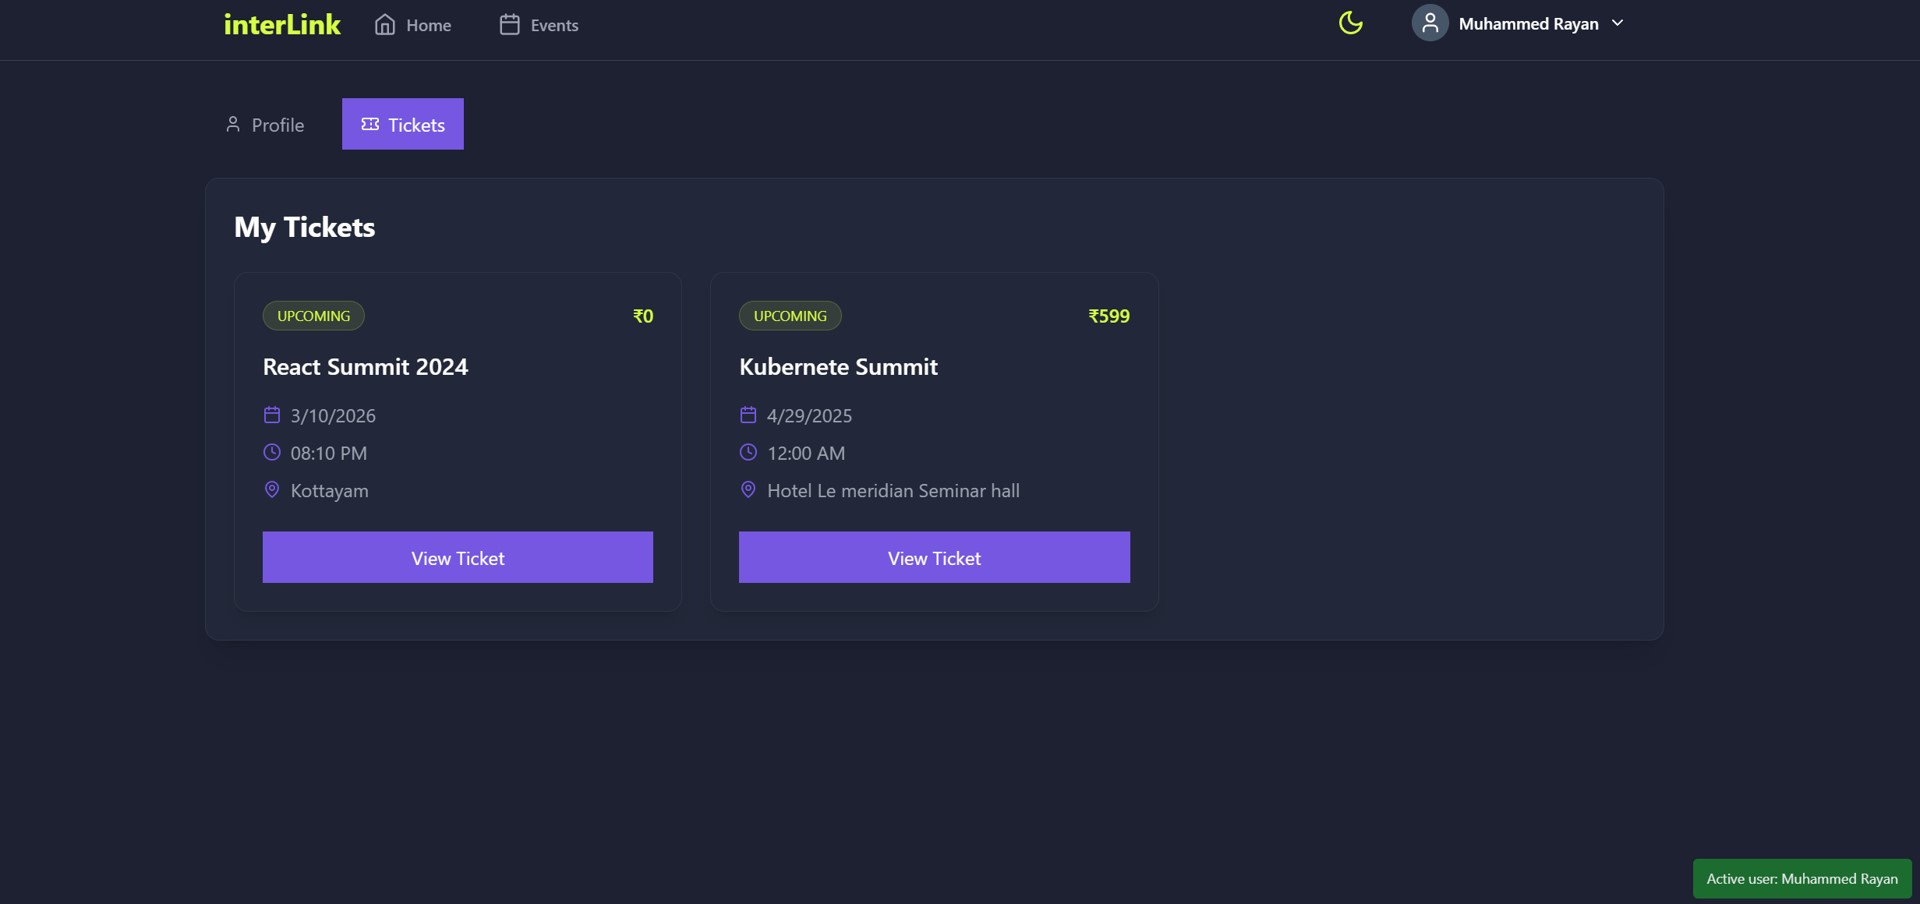 interLink Home Events Muhammed Rayan
Profile Tickets
My Tickets
UPCOMING ₹0
React Summit 2024
3/10/2026
08:10 PM
Kottayam
View Ticket
UPCOMING ₹599
Kubernete Summit
4/29/2025
12:00 AM
Hotel Le meridian Seminar hall
View Ticket
Active user: Muhammed Rayan